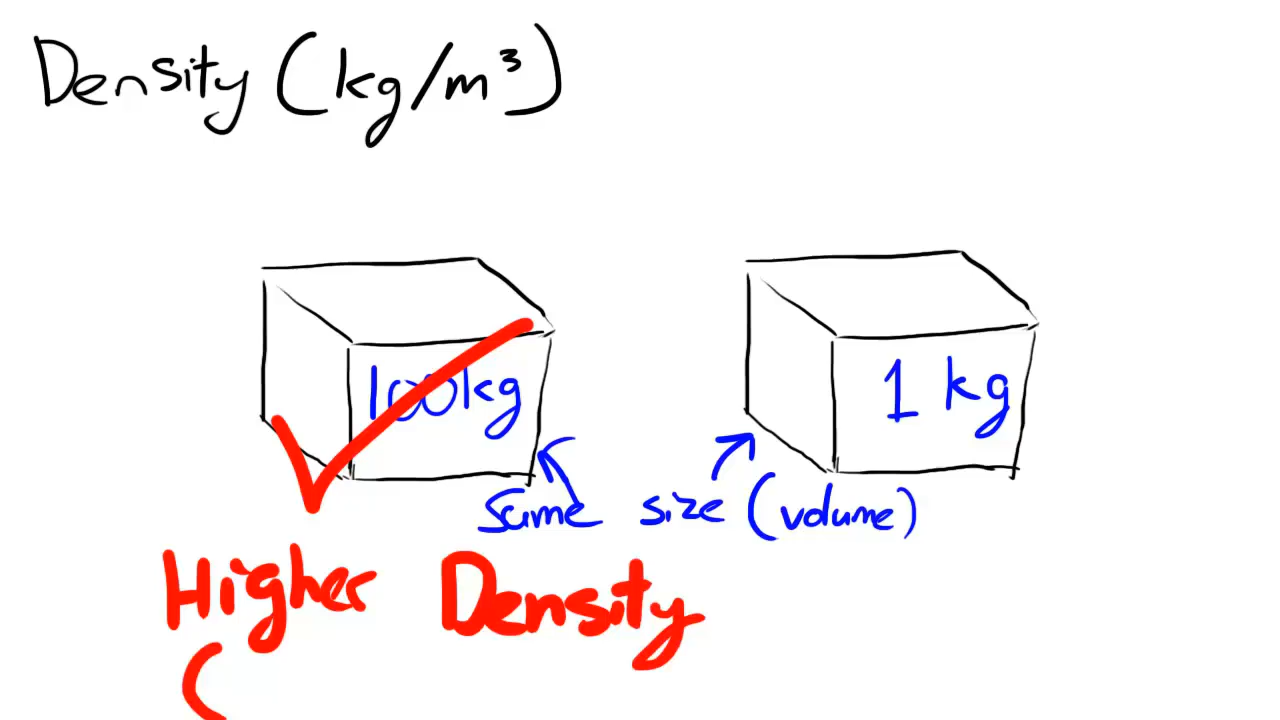 Density (kg/m³)
100kg 1 kg
same size (volume)
Higher Density
(